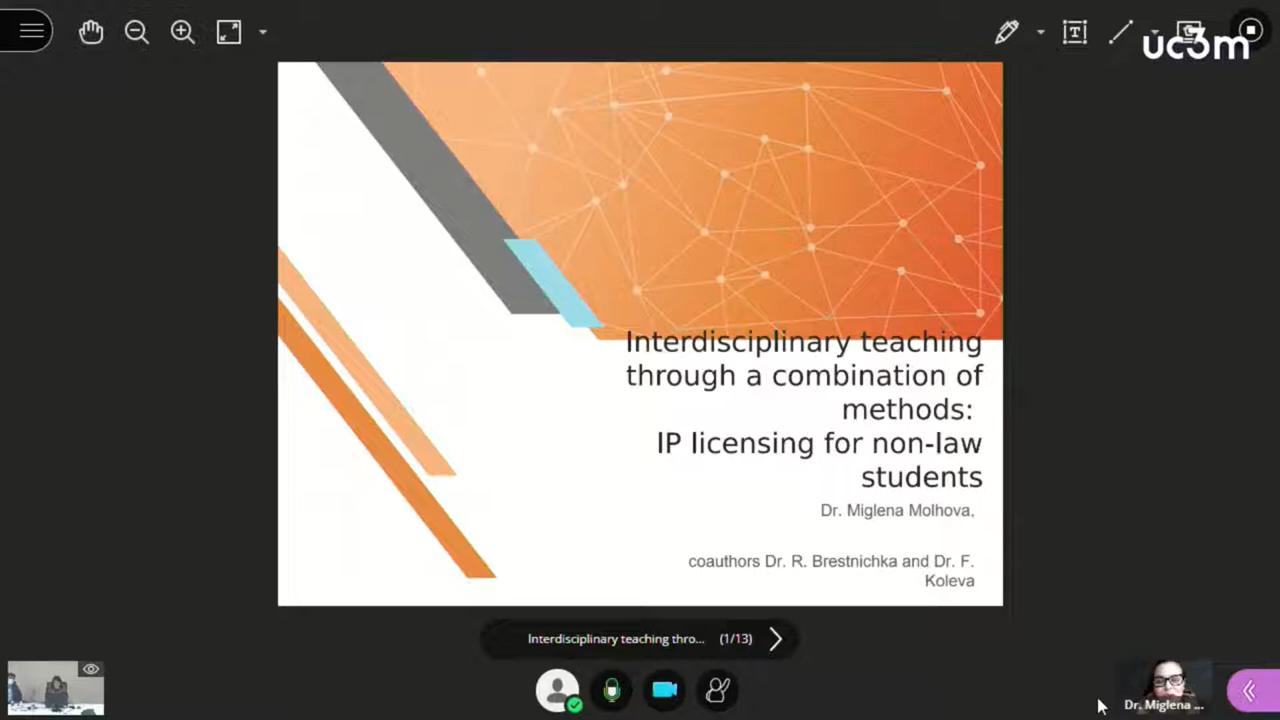 uc3m
Interdisciplinary teaching
through a combination of
methods:
IP licensing for non-law
students
Dr. Miglena Molhova,
coauthors Dr. R. Brestnichka and Dr. F.
Koleva
Interdisciplinary teaching thro... (1/13)
Dr. Miglena ...